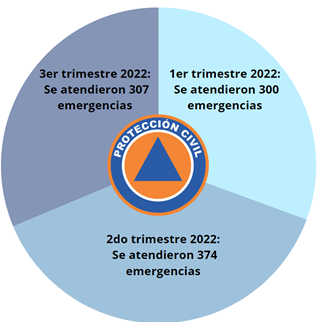 3er trimestre 2022:
Se atendieron 307
emergencias
1er trimestre 2022:
Se atendieron 300
emergencias
PROTECCIÓN CIVIL
2do trimestre 2022:
Se atendieron 374
emergencias